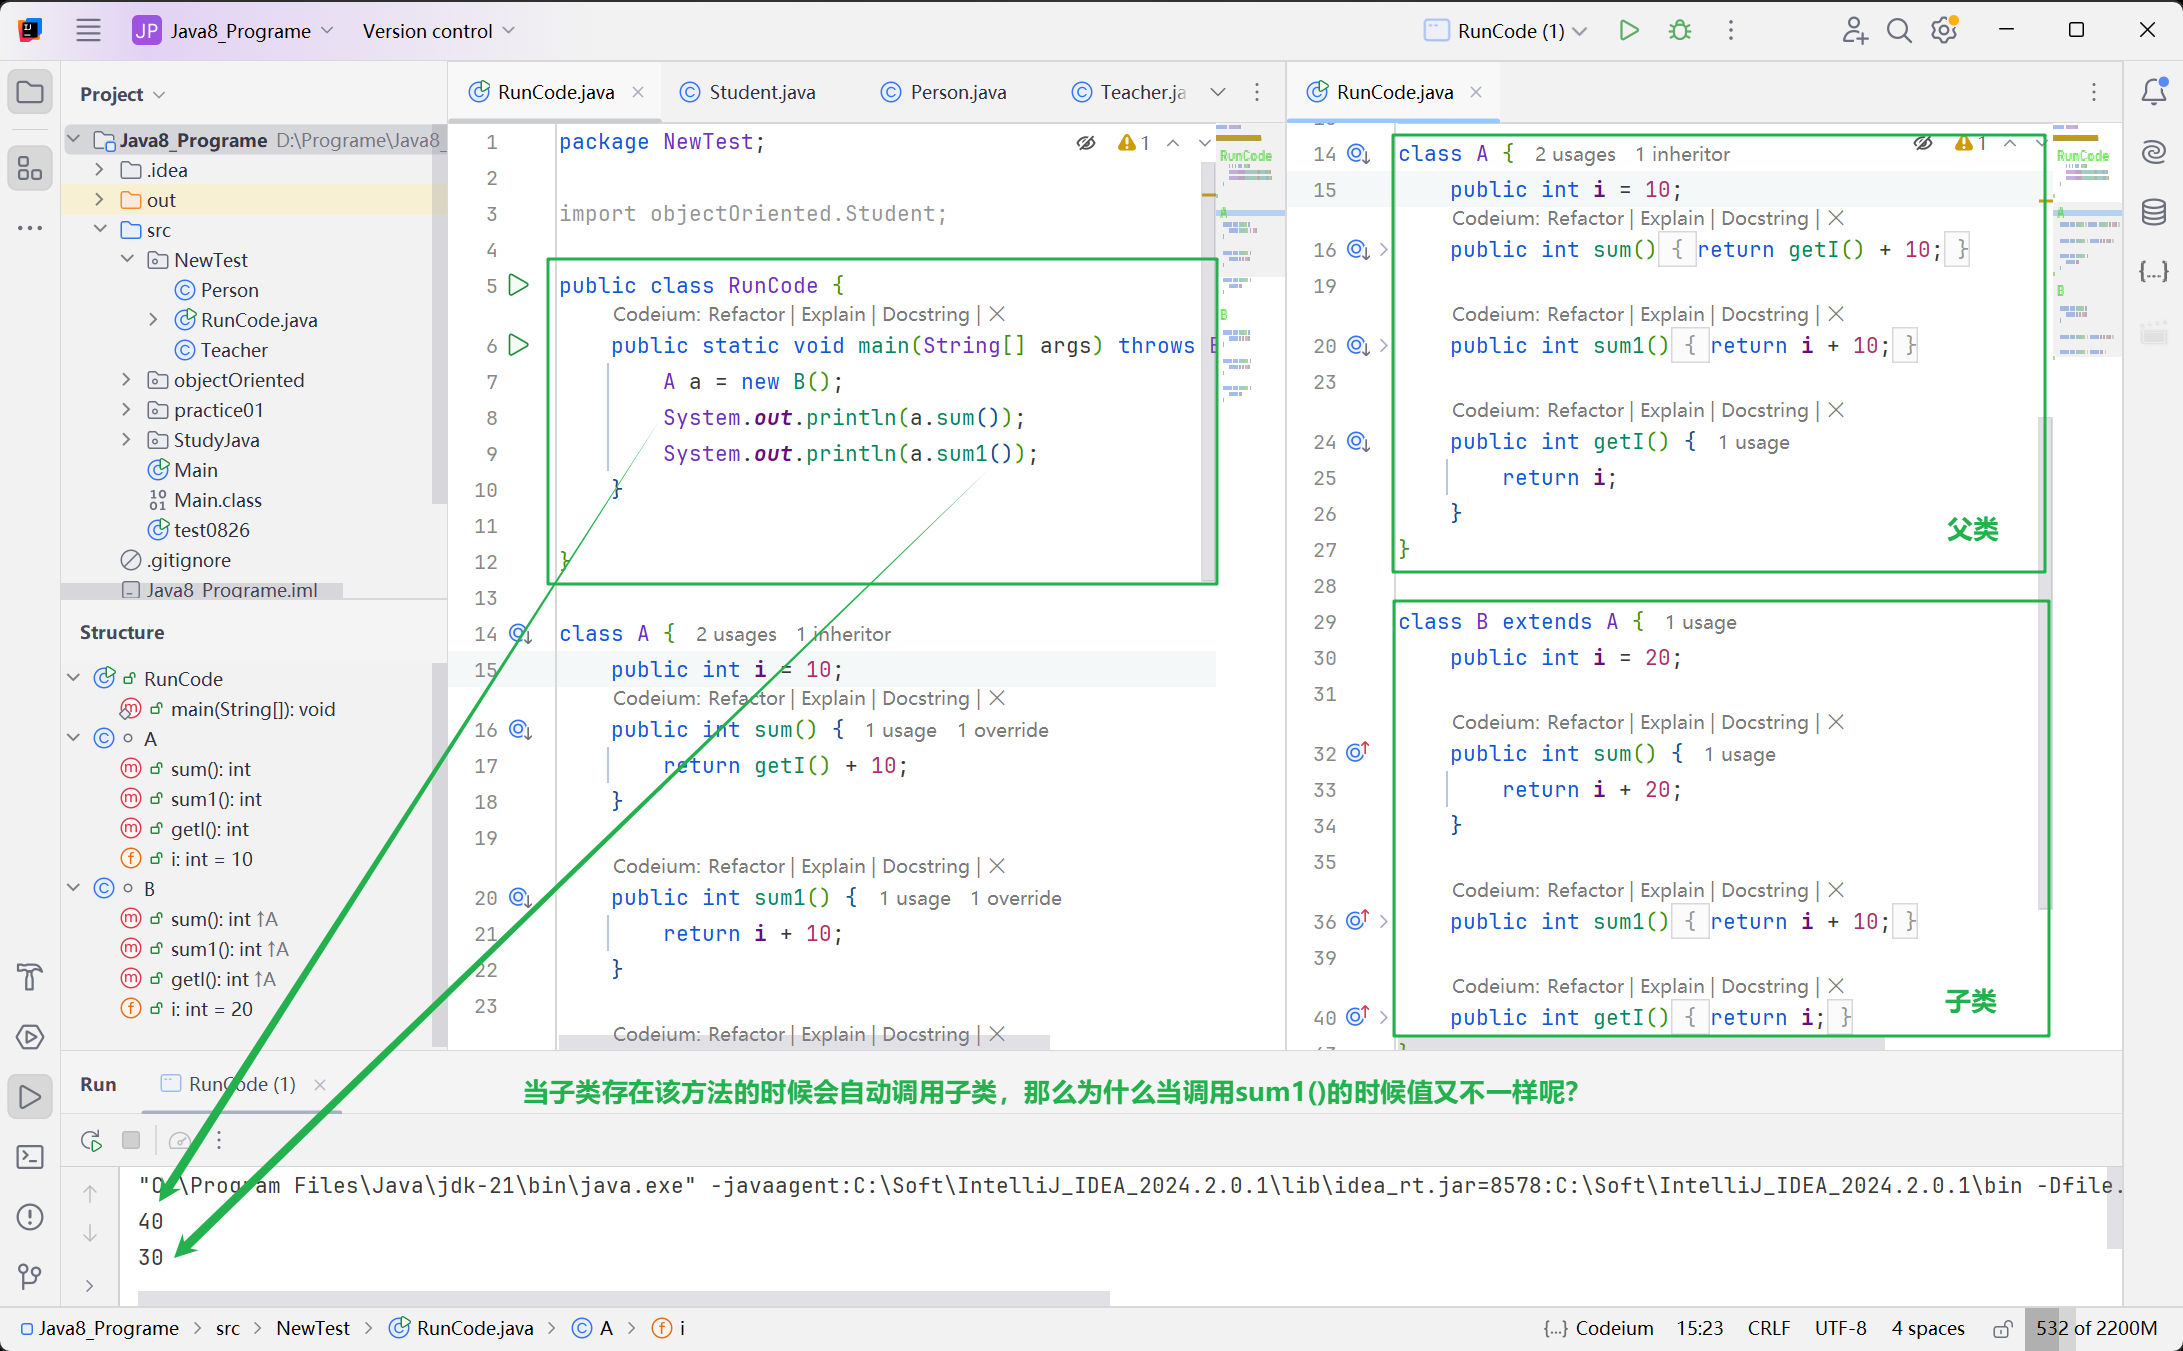 JP Java8_Programe
Version control
RunCode (1)
Project
Java8_Programe D:\Programe\Java8_
.idea
out
src
NewTest
Person
RunCode.java
Teacher
objectOriented
practice01
StudyJava
Main
Main.class
test0826
.gitignore
Java8_Programe.iml
Structure
RunCode
main(String[]): void
A
sum(): int
sum1(): int
getI(): int
i: int = 10
B
sum(): int ↑A
sum1(): int ↑A
getI(): int ↑A
i: int = 20
RunCode.java
Student.java
Person.java
Teacher.ja
1 package NewTest;
1
2
3 import objectOriented.Student;
4
5 public class RunCode {
Codeium: Refactor | Explain | Docstring | ×
6 public static void main(String[] args) throws E
7 A a = new B();
8 System.out.println(a.sum());
9 System.out.println(a.sum1());
10 }
11
12 }
13
14 class A { 2 usages 1 inheritor
15 public int i = 10;
Codeium: Refactor | Explain | Docstring | ×
16 public int sum() { 1 usage 1 override
17 return getI() + 10;
18 }
19
Codeium: Refactor | Explain | Docstring | ×
20 public int sum1() { 1 usage 1 override
21 return i + 10;
22 }
23
Codeium: Refactor | Explain | Docstring | ×
RunCode
A
B
RunCode.java
14 class A { 2 usages 1 inheritor
1
15 public int i = 10;
Codeium: Refactor | Explain | Docstring | ×
16 public int sum() { return getI() + 10; }
19
Codeium: Refactor | Explain | Docstring | ×
20 public int sum1() { return i + 10; }
23
Codeium: Refactor | Explain | Docstring | ×
24 public int getI() { 1 usage
25 return i;
26 }
父类
27 }
28
29 class B extends A { 1 usage
30 public int i = 20;
31
Codeium: Refactor | Explain | Docstring | ×
32 public int sum() { 1 usage
33 return i + 20;
34 }
35
Codeium: Refactor | Explain | Docstring | ×
36 public int sum1() { return i + 10; }
39
Codeium: Refactor | Explain | Docstring | ×
子类
40 public int getI() { return i; }
RunCode
A
B
Run
RunCode (1)
当子类存在该方法的时候会自动调用子类，那么为什么当调用sum1()的时候值又不一样呢?
"C:\Program Files\Java\jdk-21\bin\java.exe" -javaagent:C:\Soft\IntelliJ_IDEA_2024.2.0.1\lib\idea_rt.jar=8578:C:\Soft\IntelliJ_IDEA_2024.2.0.1\bin -Dfile.
40
30
Java8_Programe > src > NewTest > RunCode.java > A > i
{...} Codeium 15:23 CRLF UTF-8 4 spaces 532 of 2200M